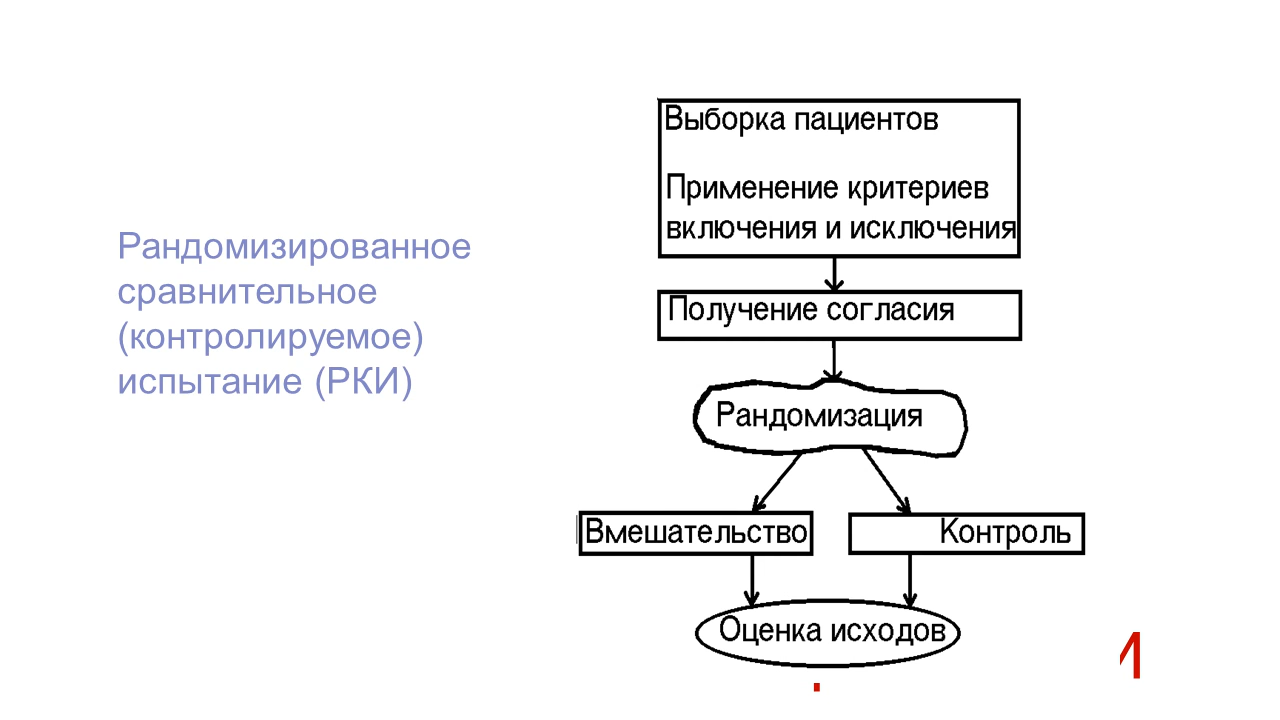 Рандомизированное
сравнительное
(контролируемое)
испытание (РКИ)
Выборка пациентов
Применение критериев
включения и исключения
Получение согласия
Рандомизация
Вмешательство
Контроль
Оценка исходов